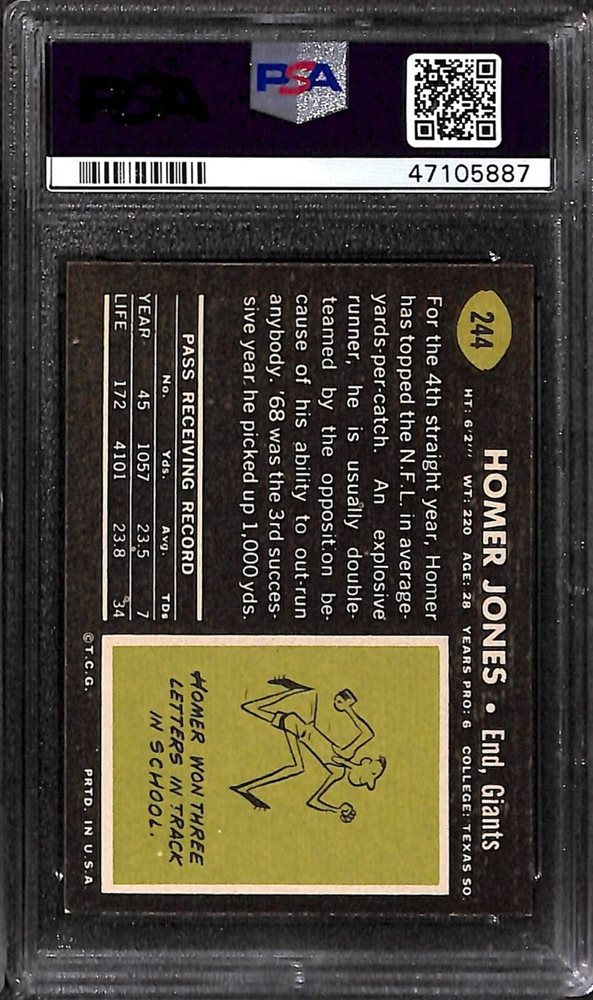 PSA
PSA
47105887
244
HOMER JONES • End, Giants
HT: 6'2''' WT: 220 AGE: 28 YEARS PRO: 6 COLLEGE: TEXAS SO.
For the 4th straight year, Homer
has topped the N.F.L. in average-
yards-per-catch. An explosive
runner, he is usually double-
teamed by the opposition be-
cause of his ability to out-run
anybody. '68 was the 3rd succes-
sive year he picked up 1,000 yds.
PASS RECEIVING RECORD
No. Yds. Avg. TDs
YEAR 45 1057 23.5 7
LIFE 172 4101 23.8 34
HOMER WON THREE
LETTERS IN TRACK
IN SCHOOL.
© T.C.G. PRTD. IN U.S.A